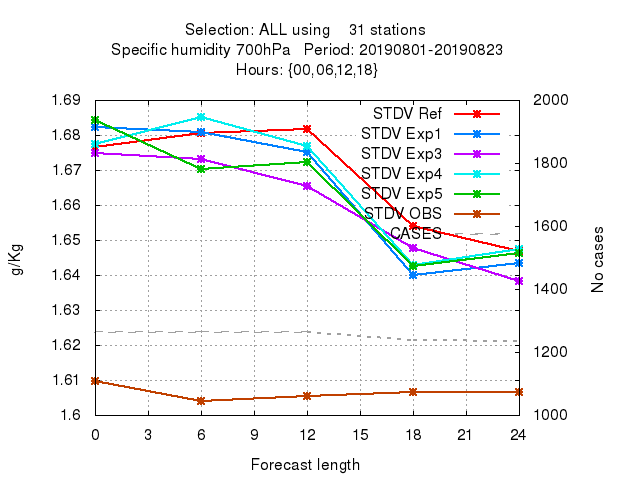 Selection: ALL using    31 stations
Specific humidity 700hPa   Period: 20190801-20190823
Hours: {00,06,12,18}
1.69
1.68
1.67
1.66
1.65
1.64
1.63
1.62
1.61
1.6
g/Kg
STDV Ref
STDV Exp1
STDV Exp3
STDV Exp4
STDV Exp5
STDV OBS
CASES
2000
1800
1600
1400
1200
1000
No cases
0 3 6 9 12 15 18 21 24
Forecast length